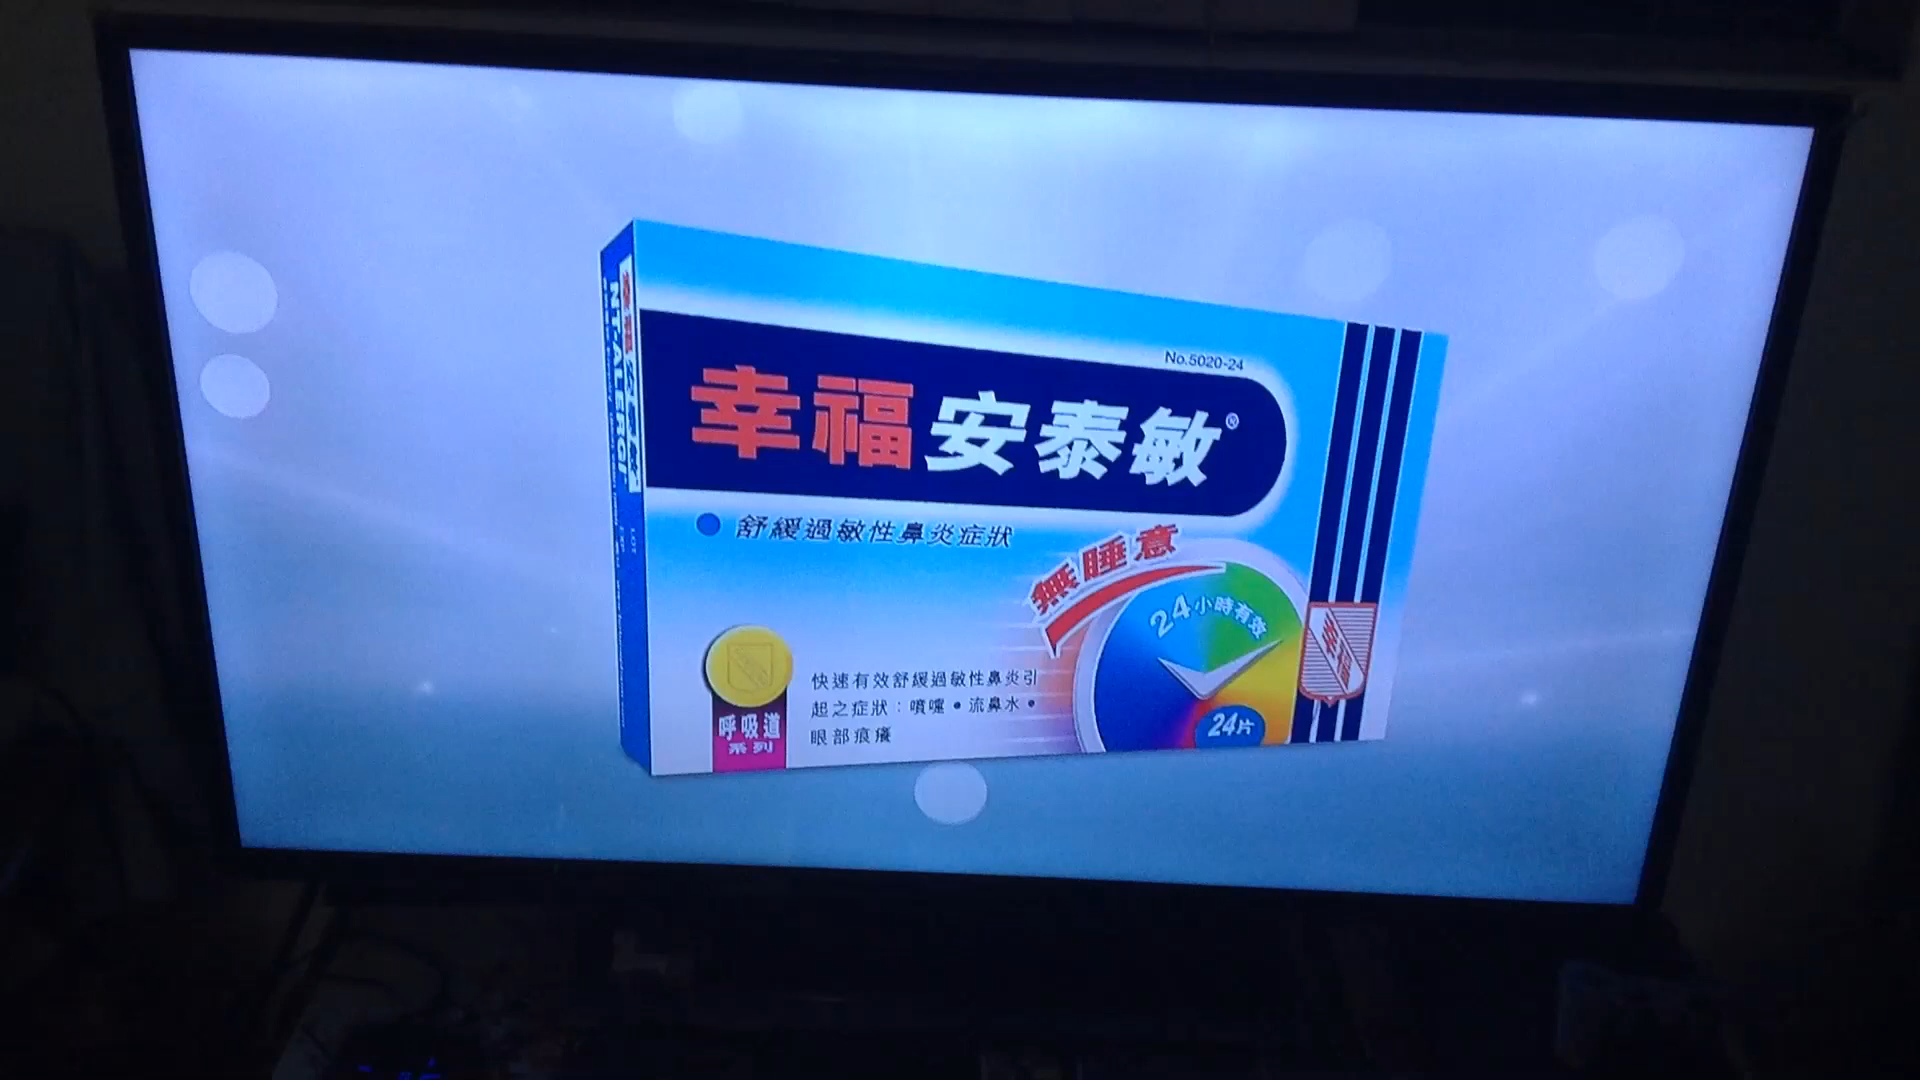 No.5020-24
幸福安泰敏®
舒緩過敏性鼻炎症狀
無睡意
24小時有效
幸福
快速有效舒緩過敏性鼻炎引
起之症狀：噴嚏・流鼻水・
眼部痕癢
呼吸道
系列
24片
NT-ALERGI